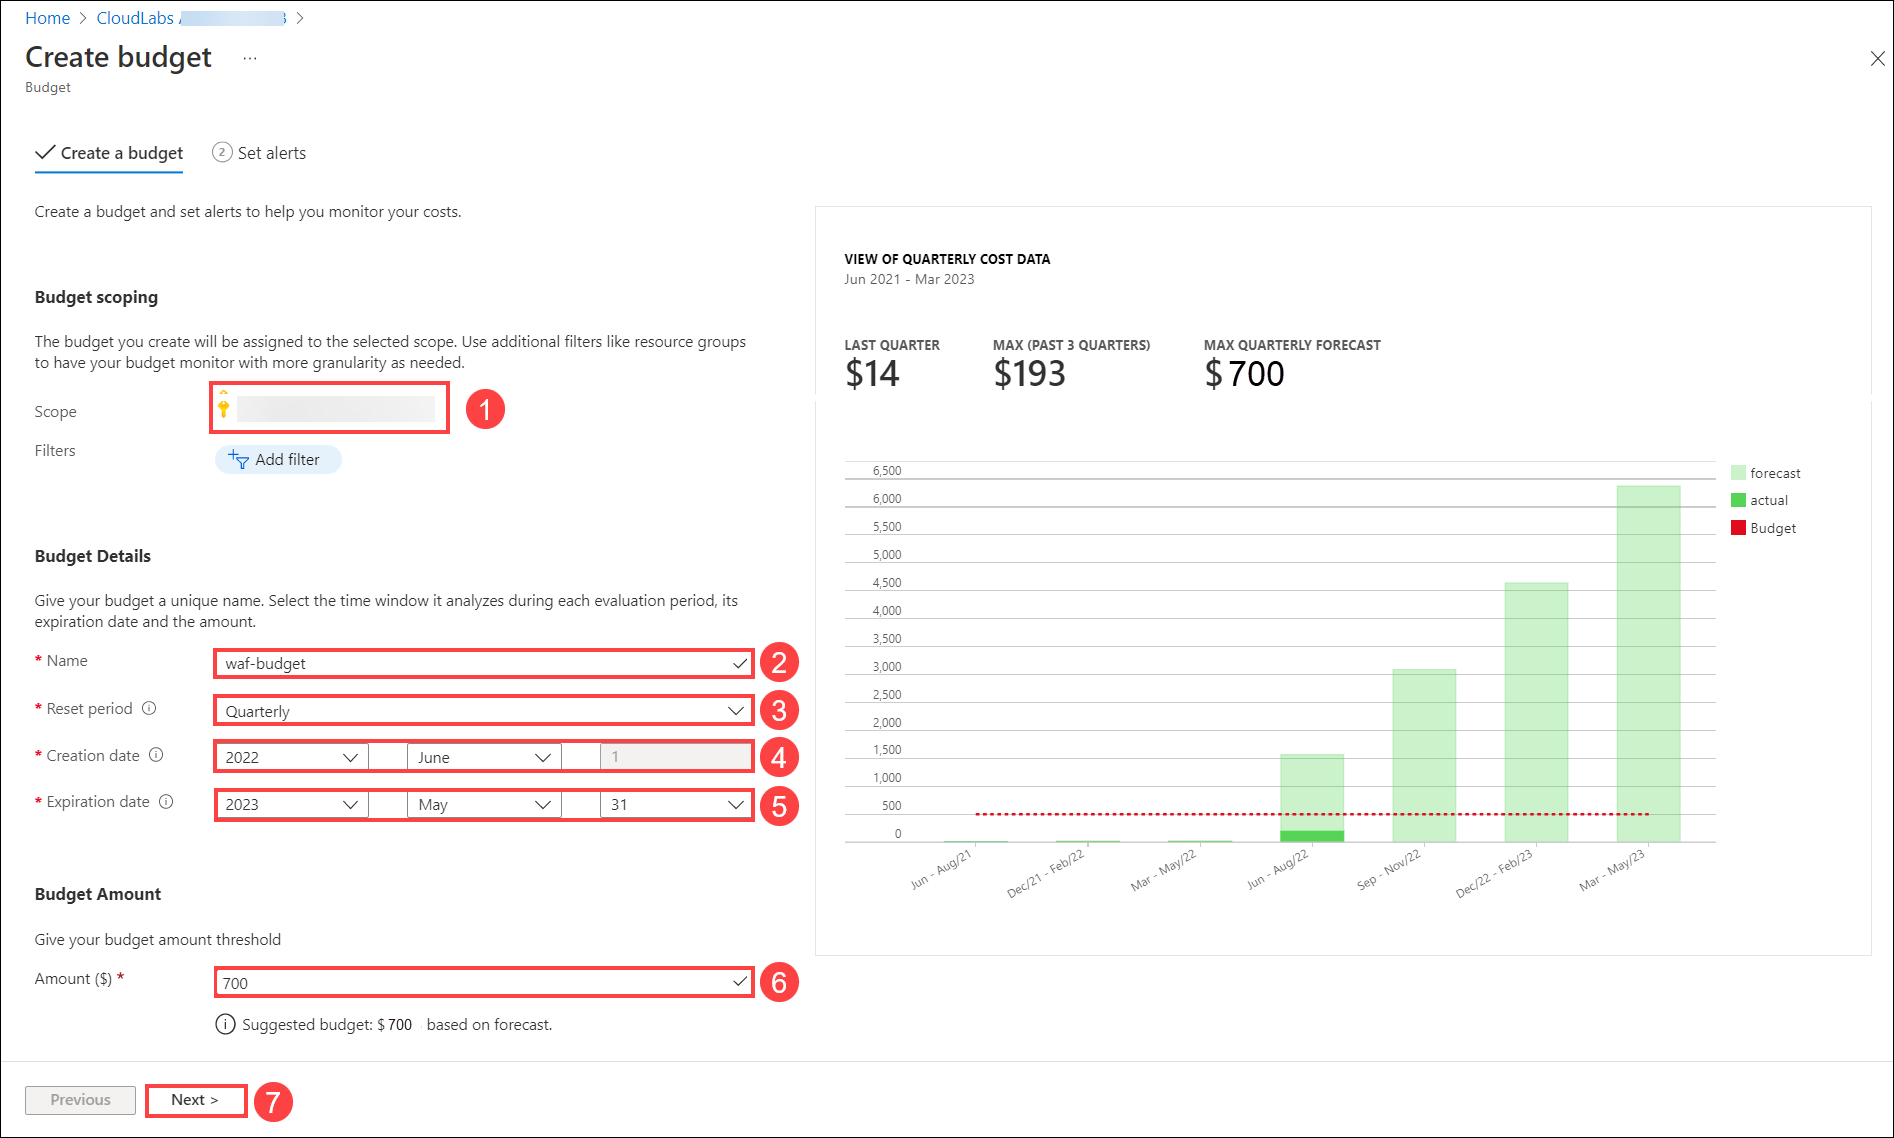 Home > CloudLabs >
Create budget ...
Budget
Create a budget
2 Set alerts
Create a budget and set alerts to help you monitor your costs.
Budget scoping
The budget you create will be assigned to the selected scope. Use additional filters like resource groups
to have your budget monitor with more granularity as needed.
Scope
1
Filters
Add filter
Budget Details
Give your budget a unique name. Select the time window it analyzes during each evaluation period, its
expiration date and the amount.
* Name
waf-budget
2
* Reset period
Quarterly
3
* Creation date
2022
June
1
4
* Expiration date
2023
May
31
5
Budget Amount
Give your budget amount threshold
Amount ($) *
700
6
Suggested budget: $ 700 based on forecast.
Previous
Next >
7
VIEW OF QUARTERLY COST DATA
Jun 2021 - Mar 2023
LAST QUARTER
$14
MAX (PAST 3 QUARTERS)
$193
MAX QUARTERLY FORECAST
$ 700
6,500
6,000
5,500
5,000
4,500
4,000
3,500
3,000
2,500
2,000
1,500
1,000
500
0
Jun - Aug/21
Dec/21 - Feb/22
Mar - May/22
Jun - Aug/22
Sep - Nov/22
Dec/22 - Feb/23
Mar - May/23
forecast
actual
Budget